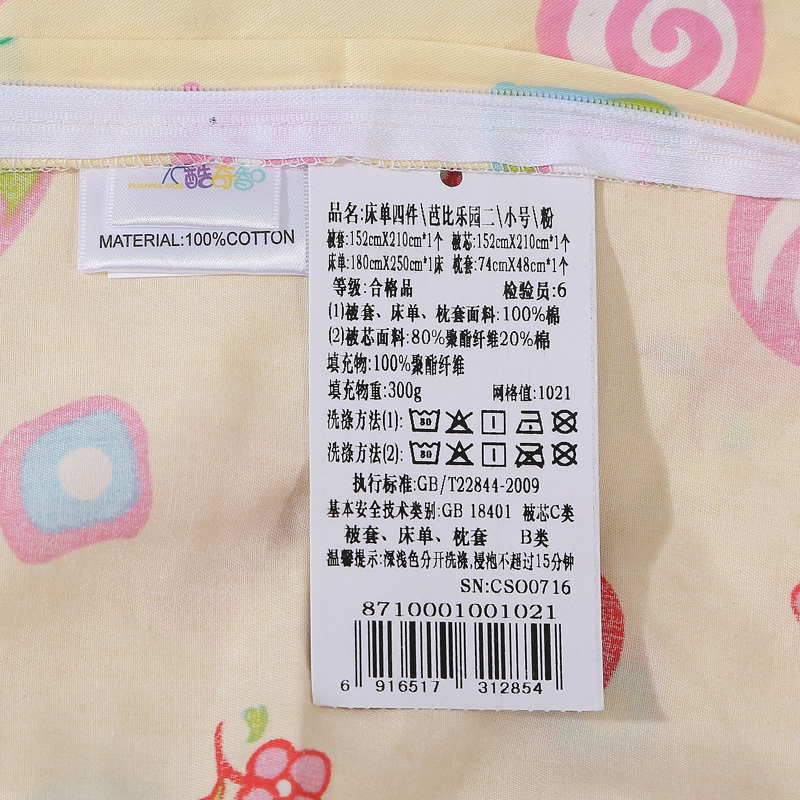 酷奇智
MATERIAL:100%COTTON
品名:床单四件\芭比乐园二\小号\粉
被套:152cmX210cm*1个 被芯:152cmX210cm*1个
床单:180cmX250cm*1床 枕套:74cmX48cm*1个
等级:合格品 检验员:6
(1)被套、床单、枕套面料:100%棉
(2)被芯面料:80%聚酯纤维20%棉
填充物:100%聚酯纤维
填充物重:300g 网格值:1021
洗涤方法(1): 30
洗涤方法(2): 30
执行标准:GB/T22844-2009
基本安全技术类别:GB 18401 被芯C类
被套、床单、枕套 B类
温馨提示:深浅色分开洗涤,浸泡不超过15分钟
SN:CSO0716
8710001001021
6 916517 312854